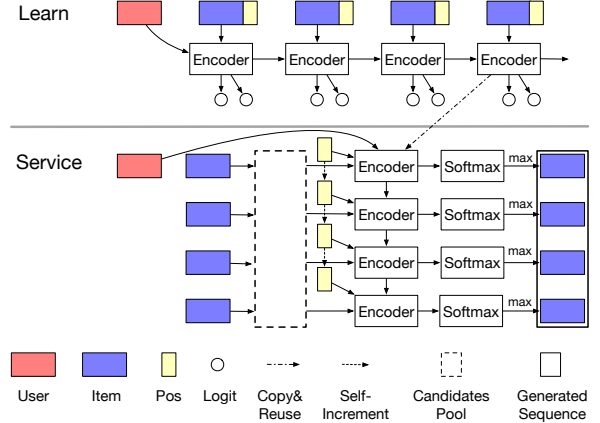 Learn
Encoder Encoder Encoder Encoder
Service
Encoder Softmax max
Encoder Softmax max
Encoder Softmax max
Encoder Softmax max
User Item Pos Logit Copy& Self- Candidates Generated
Reuse Increment Pool Sequence